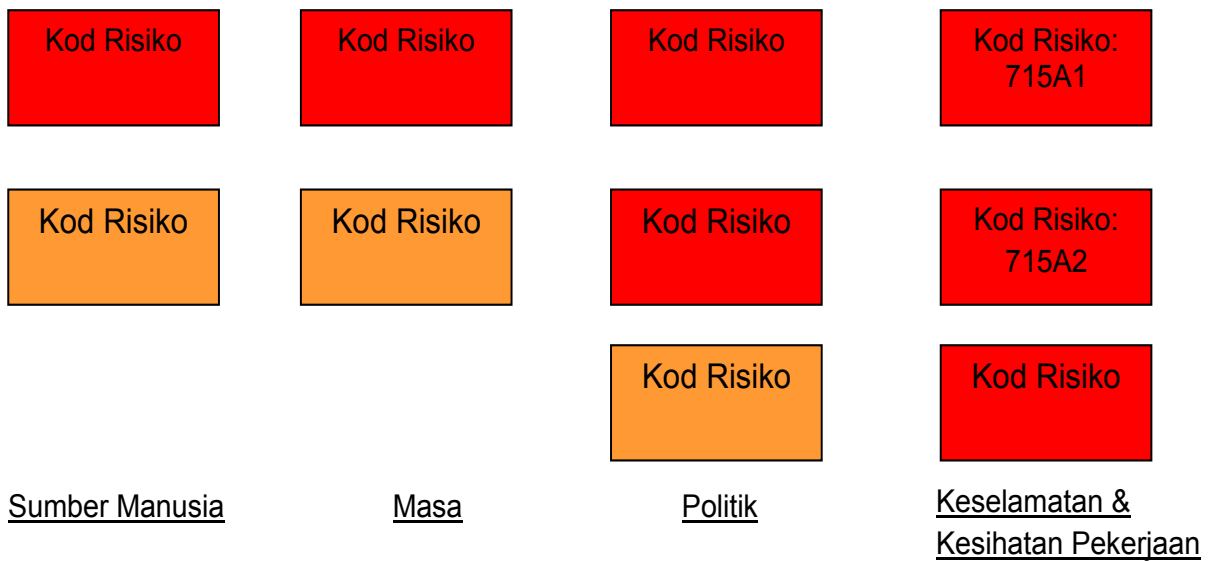 Kod Risiko
Kod Risiko
Kod Risiko
Kod Risiko:
715A1
Kod Risiko
Kod Risiko
Kod Risiko
Kod Risiko:
715A2
Kod Risiko
Kod Risiko
Sumber Manusia
Masa
Politik
Keselamatan &
Kesihatan Pekerjaan